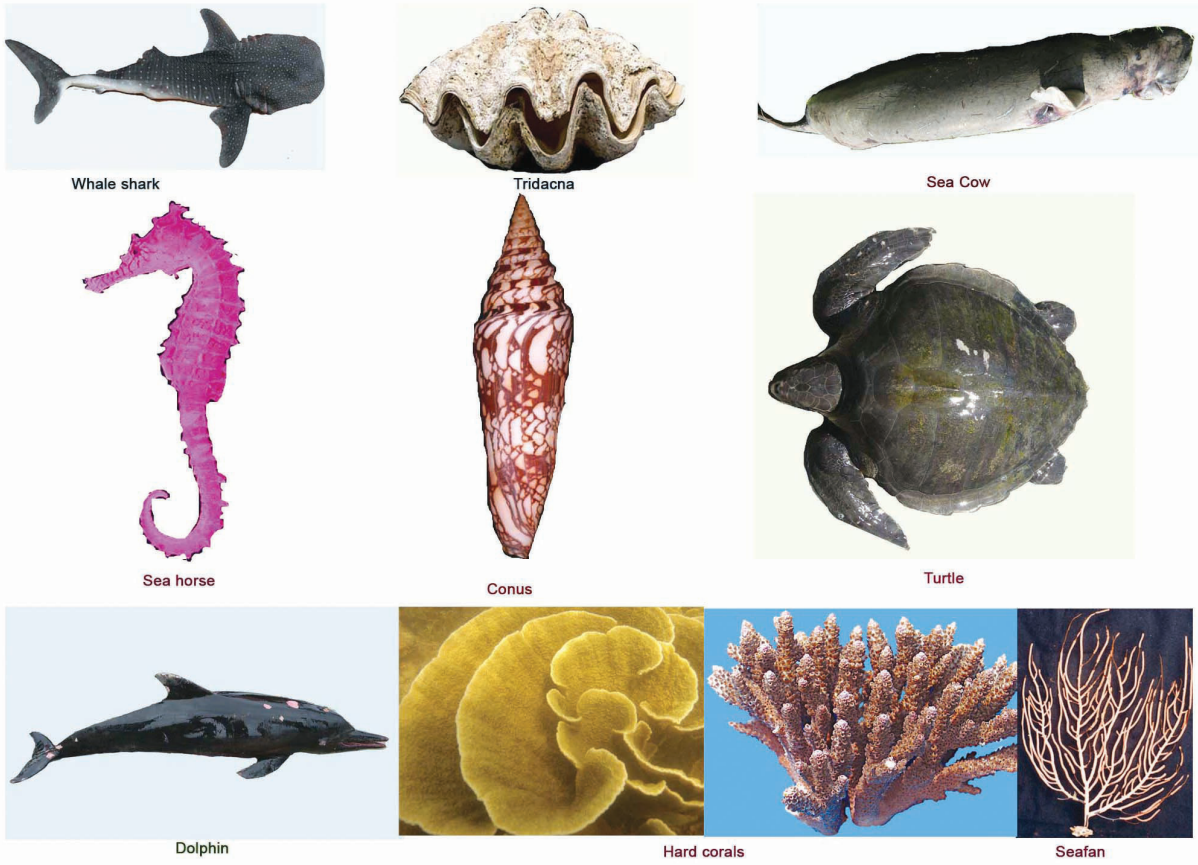 Whale shark
Tridacna
Sea Cow
Sea horse
Conus
Turtle
Dolphin
Hard corals
Seafan